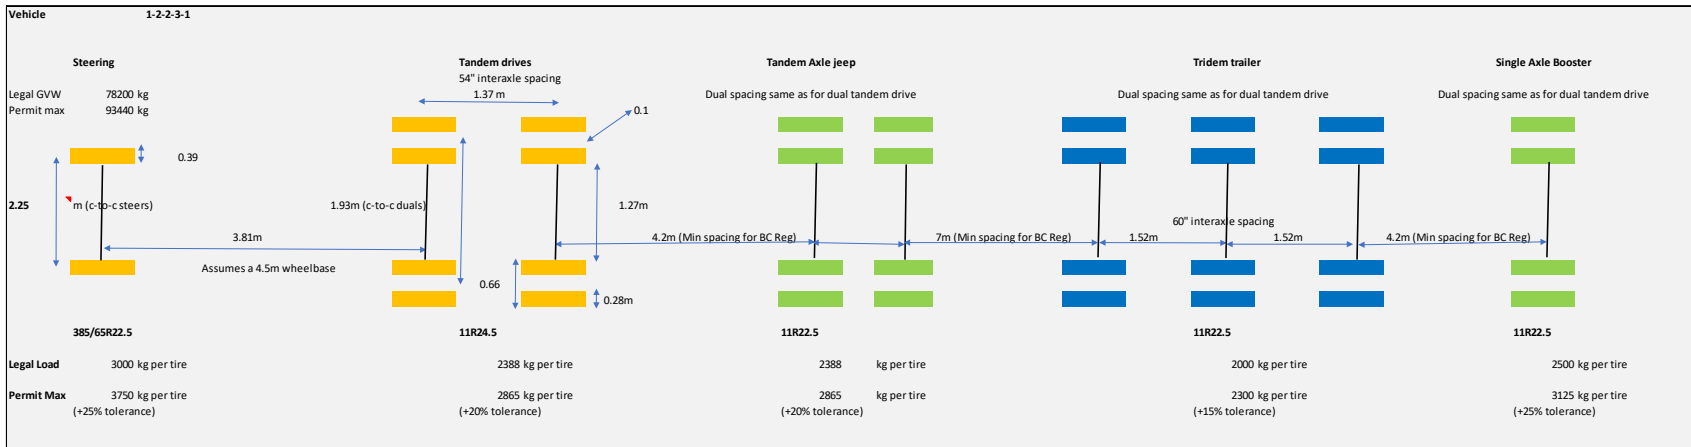 Vehicle 1-2-2-3-1
Steering Tandem drives Tandem Axle jeep Tridem trailer Single Axle Booster
54" interaxle spacing
Legal GVW 78200 kg 1.37 m Dual spacing same as for dual tandem drive Dual spacing same as for dual tandem drive Dual spacing same as for dual tandem drive
Permit max 93440 kg 0.1
0.39
2.25 m (c-to-c steers) 1.93m (c-to-c duals) 1.27m
60" interaxle spacing
3.81m 4.2m (Min spacing for BC Reg) 7m (Min spacing for BC Reg) 1.52m 1.52m 4.2m (Min spacing for BC Reg)
Assumes a 4.5m wheelbase
0.66
0.28m
385/65R22.5 11R24.5 11R22.5 11R22.5 11R22.5
Legal Load 3000 kg per tire 2388 kg per tire 2388 kg per tire 2000 kg per tire 2500 kg per tire
Permit Max 3750 kg per tire 2865 kg per tire 2865 kg per tire 2300 kg per tire 3125 kg per tire
(+25% tolerance) (+20% tolerance) (+20% tolerance) (+15% tolerance) (+25% tolerance)